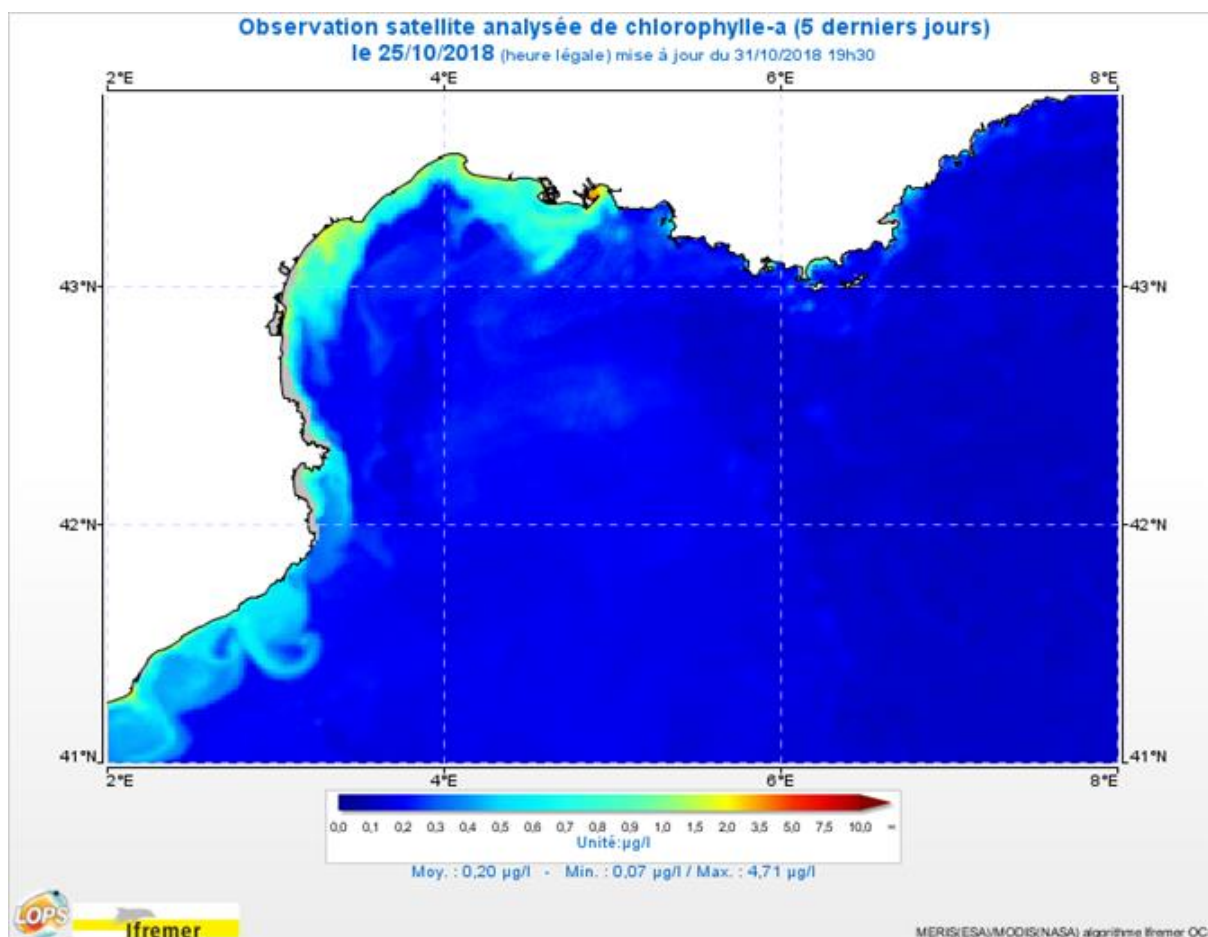 Observation satellite analysée de chlorophylle-a (5 derniers jours)
le 25/10/2018 (heure légale) mise à jour du 31/10/2018 19h30
2°E 4°E 6°E 8°E
43°N 43°N
42°N 42°N
41°N 41°N
2°E 4°E 6°E 8°E
0,0 0,1 0,2 0,3 0,4 0,5 0,6 0,7 0,8 0,9 1,0 1,5 2,0 3,5 5,0 7,5 10,0 ∞
Unité:µg/l
Moy. : 0,20 µg/l - Min. : 0,07 µg/l / Max. : 4,71 µg/l
LOPS
Ifremer
MERIS(ESA)/MODIS(NASA) algorithme Ifremer OC